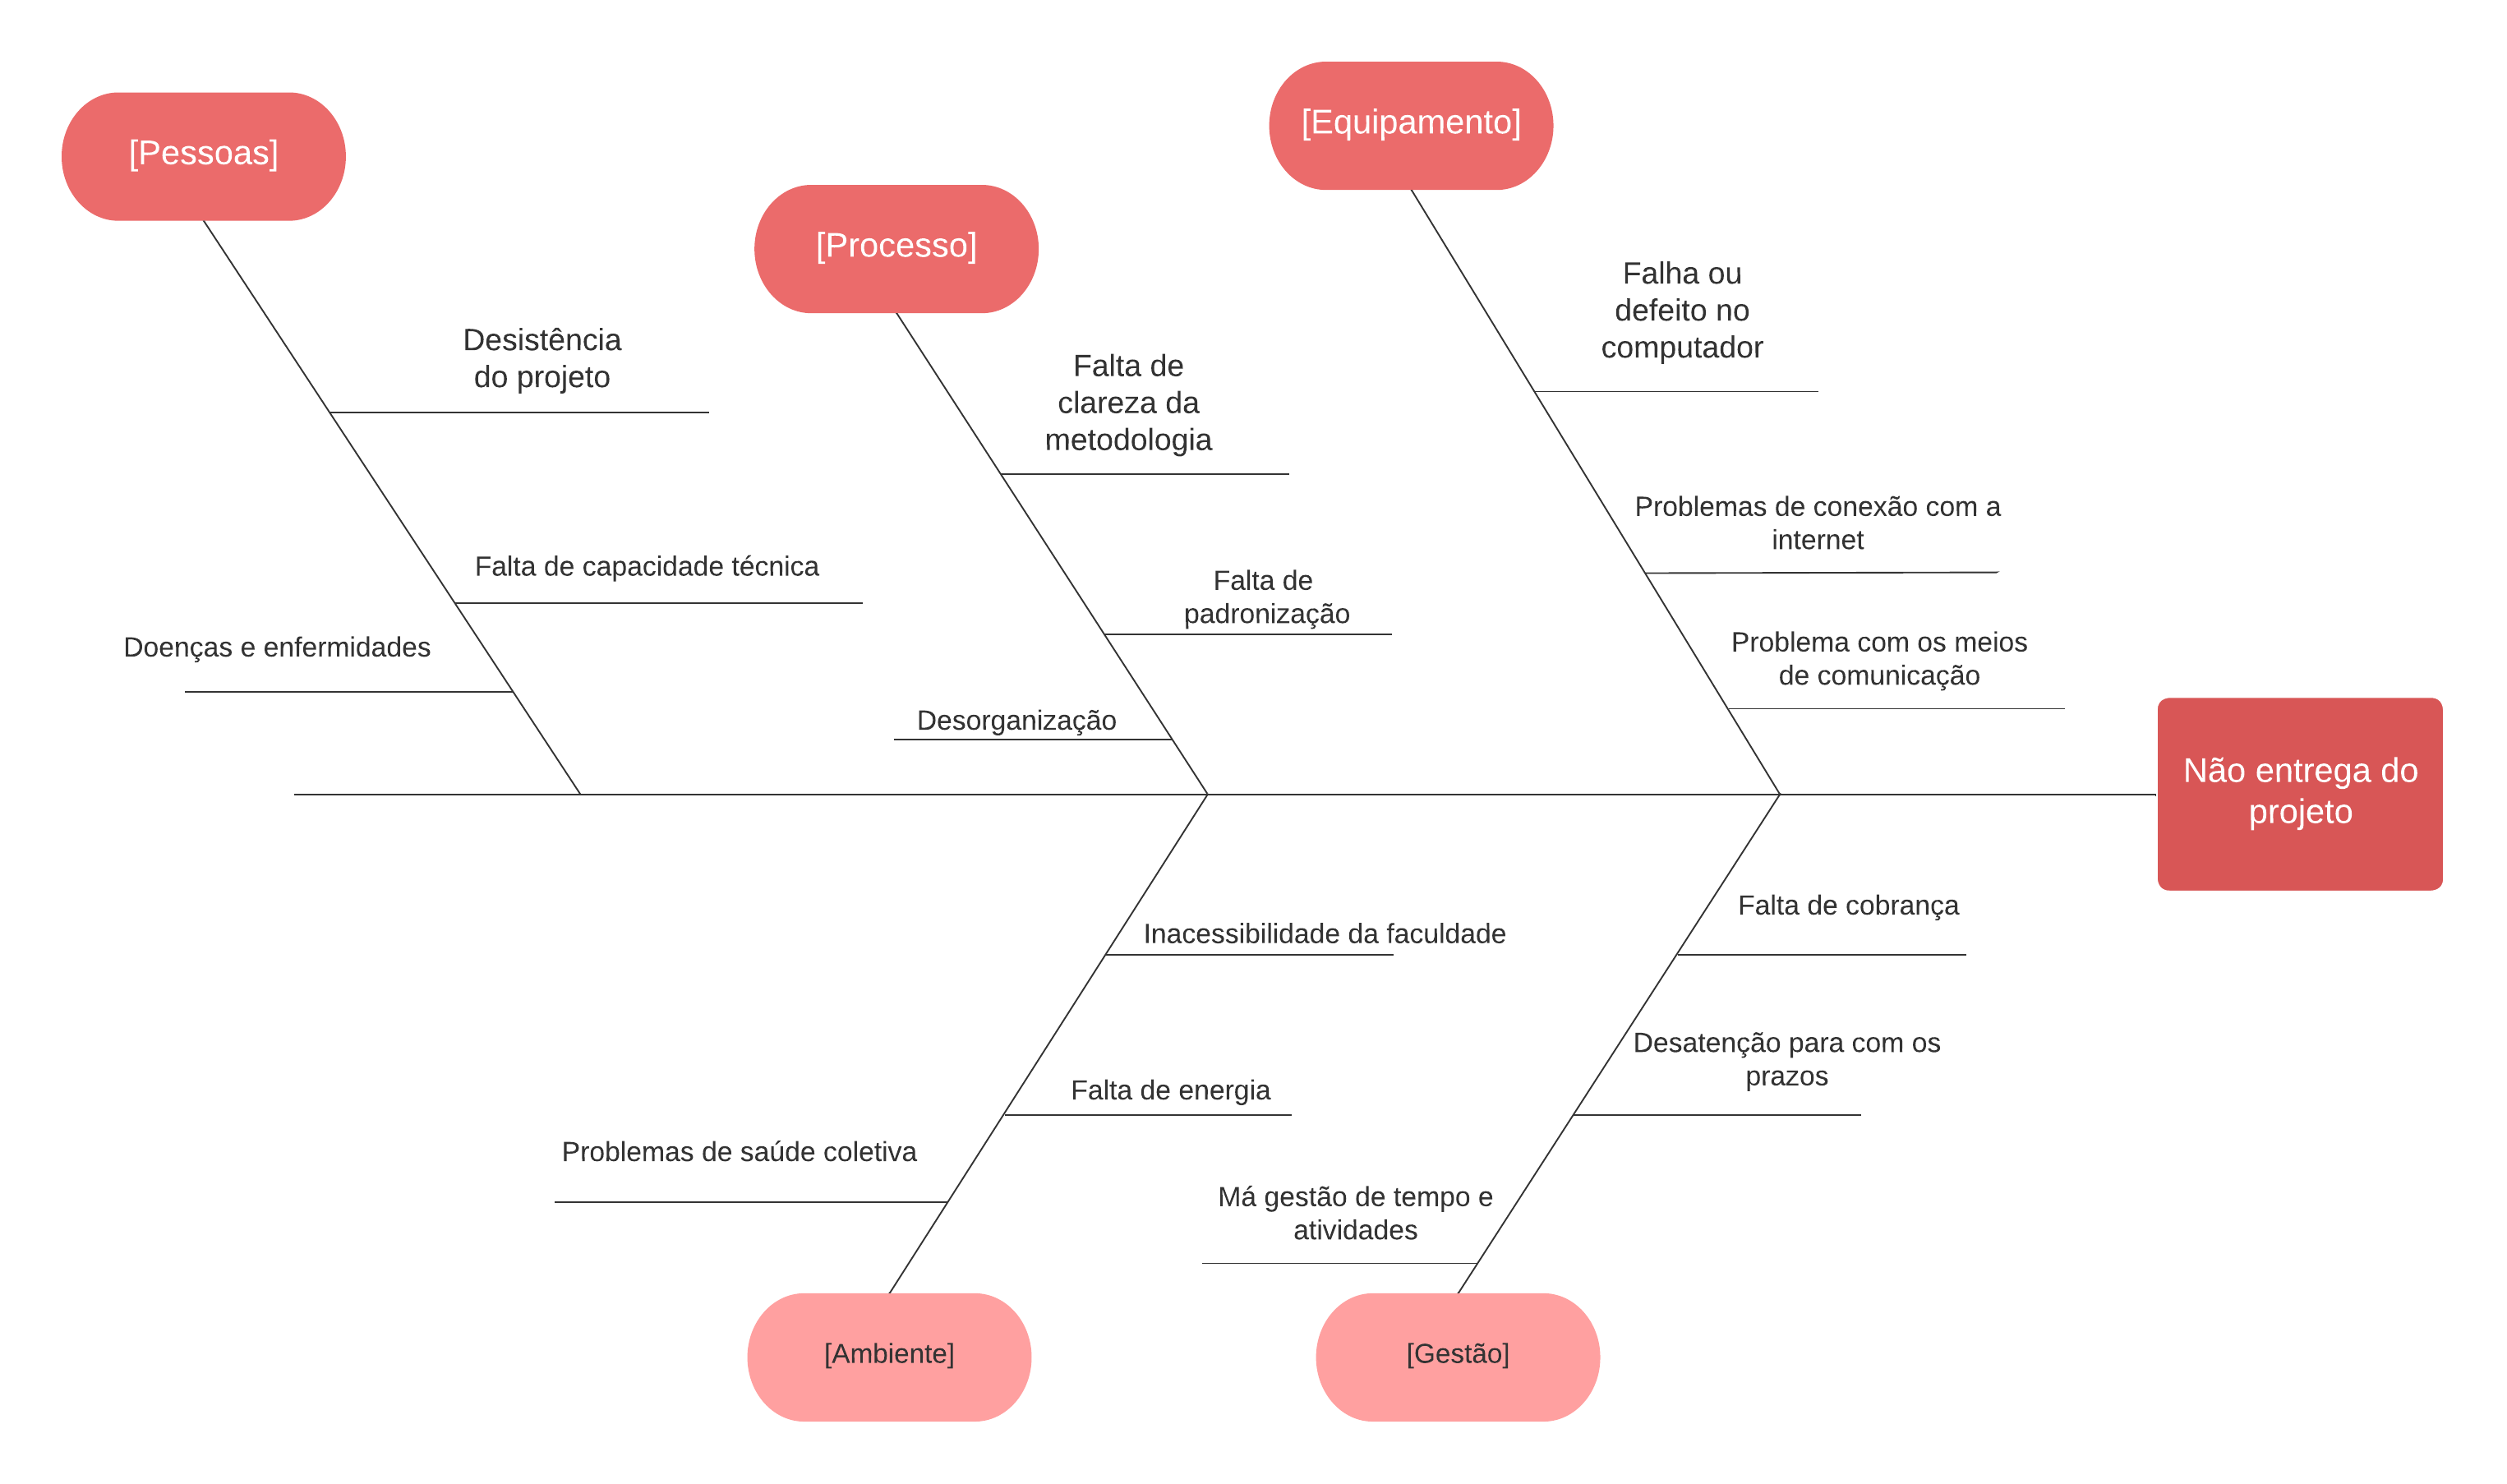 [Pessoas]
Desistência
do projeto
Falta de capacidade técnica
Doenças e enfermidades
[Processo]
Falta de
clareza da
metodologia
Falta de
padronização
Desorganização
[Equipamento]
Falha ou
defeito no
computador
Problemas de conexão com a
internet
Problema com os meios
de comunicação
Não entrega do
projeto
Inacessibilidade da faculdade
Falta de energia
Problemas de saúde coletiva
[Ambiente]
Falta de cobrança
Desatenção para com os
prazos
Má gestão de tempo e
atividades
[Gestão]